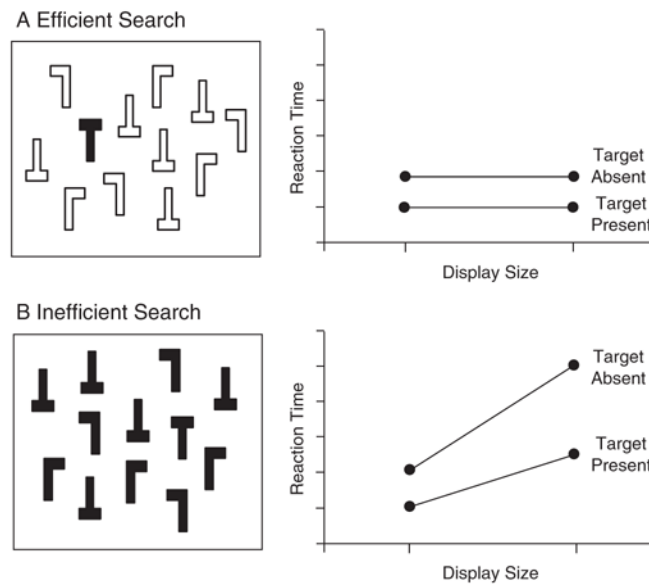 A Efficient Search
Reaction Time
Target
Absent
Target
Present
Display Size
B Inefficient Search
Reaction Time
Target
Absent
Target
Present
Display Size